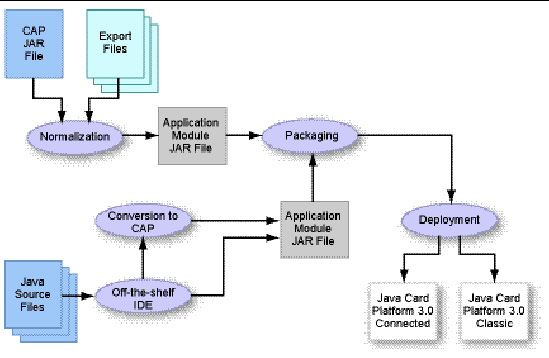 CAP
JAR
File
Export
Files
Normalization
Application
Module
JAR File
Packaging
Conversion to
CAP
Application
Module
JAR File
Deployment
Java
Source
Files
Off-the-shelf
IDE
Java Card
Platform 3.0
Connected
Java Card
Platform 3.0
Classic